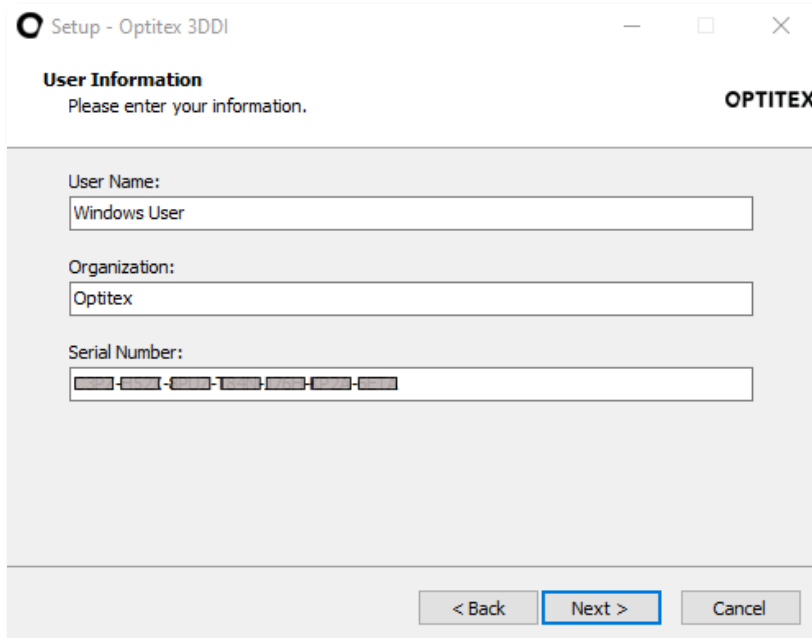 Setup - Optitex 3DDI
User Information
Please enter your information.
OPTITEX
User Name:
Windows User
Organization:
Optitex
Serial Number:
< Back
Next >
Cancel